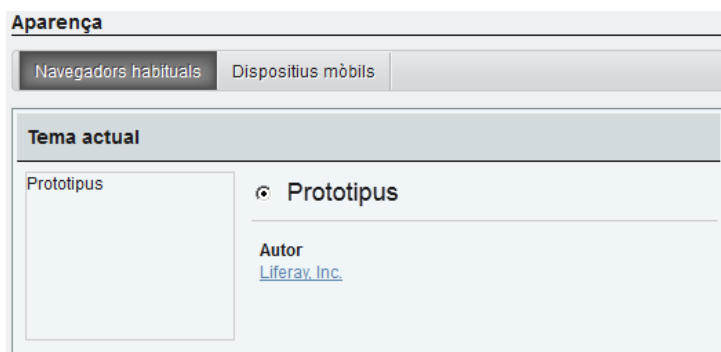 Aparença
Navegadors habituals Dispositius mòbils
Tema actual
Prototipus
Prototipus
Autor
Liferay, Inc.